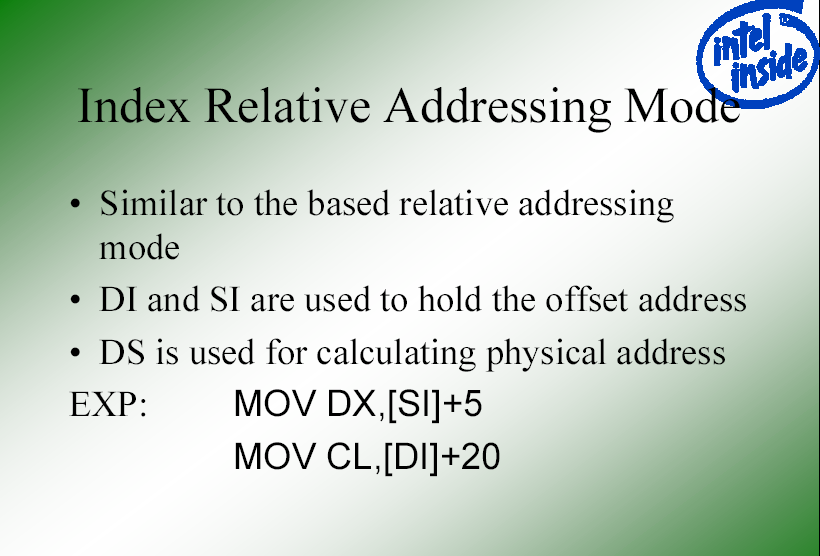 intel
inside
Index Relative Addressing Mode
• Similar to the based relative addressing
mode
• DI and SI are used to hold the offset address
• DS is used for calculating physical address
EXP: MOV DX,[SI]+5
MOV CL,[DI]+20